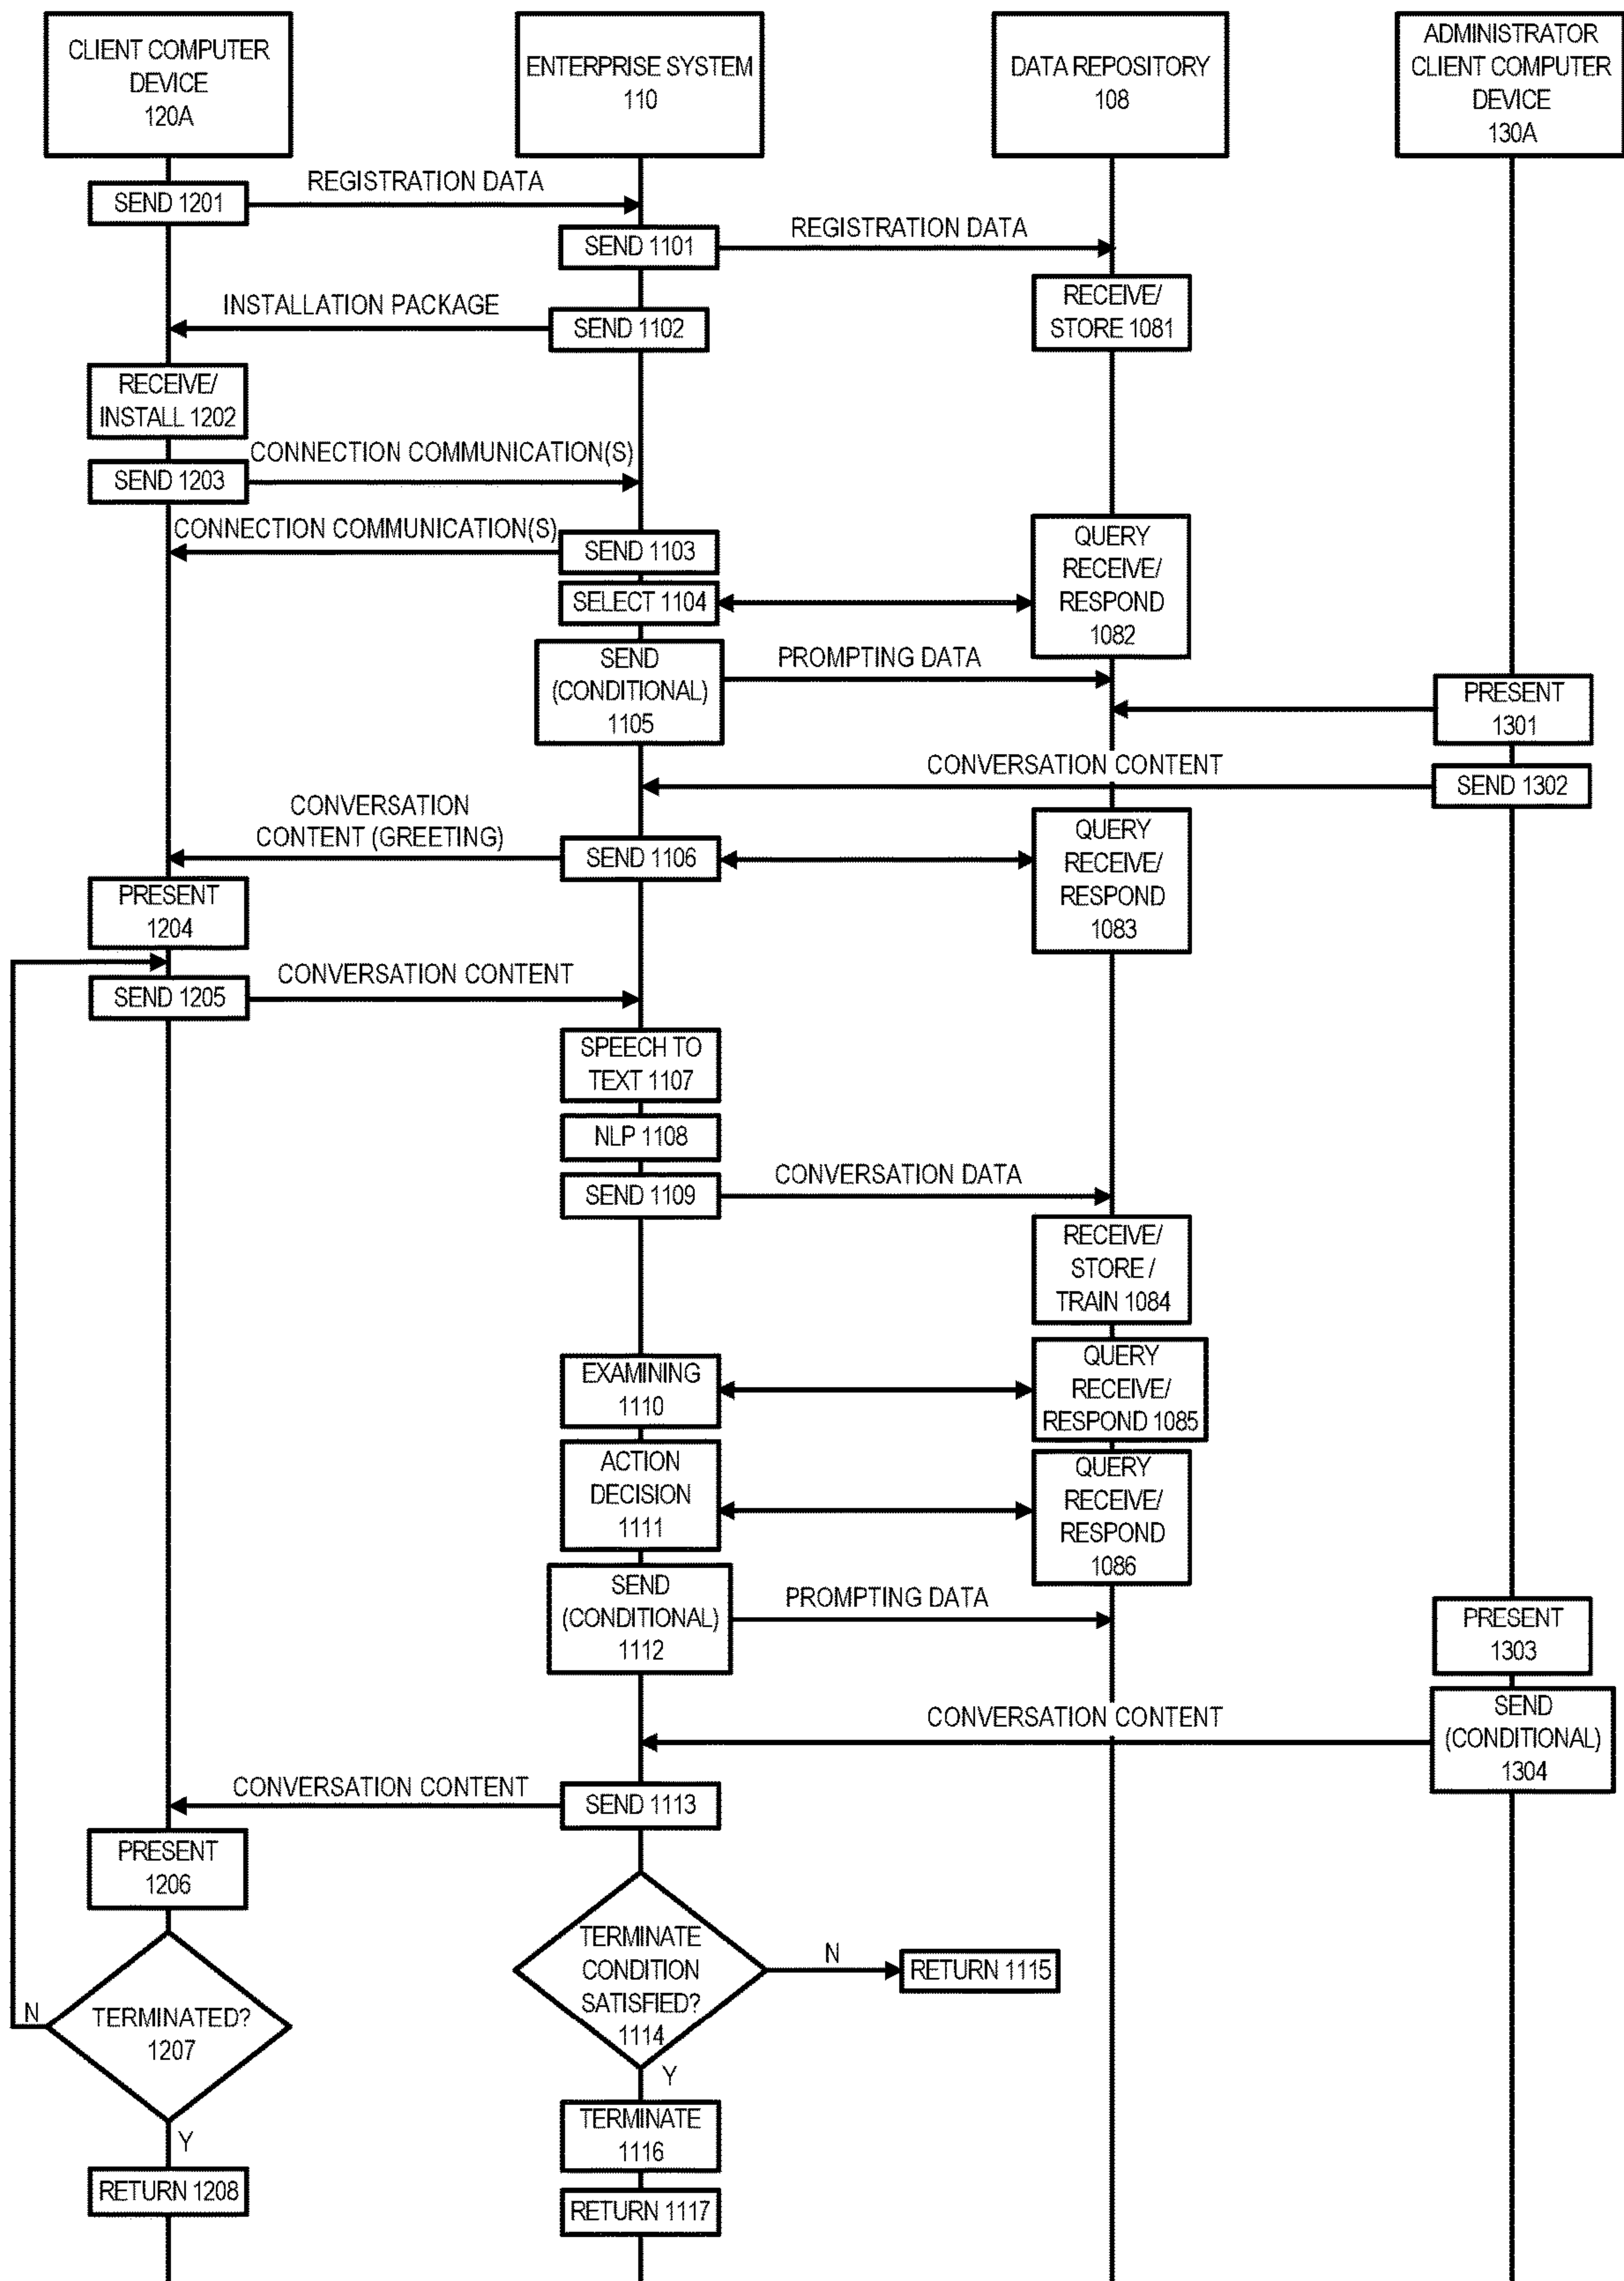 CLIENT COMPUTER
DEVICE
120A
ENTERPRISE SYSTEM
110
DATA REPOSITORY
108
ADMINISTRATOR
CLIENT COMPUTER
DEVICE
130A
SEND 1201
REGISTRATION DATA
SEND 1101
REGISTRATION DATA
RECEIVE/
STORE 1081
INSTALLATION PACKAGE
SEND 1102
RECEIVE/
INSTALL 1202
SEND 1203
CONNECTION COMMUNICATION(S)
CONNECTION COMMUNICATION(S)
SEND 1103
SELECT 1104
QUERY
RECEIVE/
RESPOND
1082
SEND
(CONDITIONAL)
1105
PROMPTING DATA
PRESENT
1301
CONVERSATION CONTENT
SEND 1302
CONVERSATION
CONTENT (GREETING)
SEND 1106
QUERY
RECEIVE/
RESPOND
1083
PRESENT
1204
SEND 1205
CONVERSATION CONTENT
SPEECH TO
TEXT 1107
NLP 1108
SEND 1109
CONVERSATION DATA
RECEIVE/
STORE /
TRAIN 1084
EXAMINING
1110
QUERY
RECEIVE/
RESPOND 1085
ACTION
DECISION
1111
QUERY
RECEIVE/
RESPOND
1086
SEND
(CONDITIONAL)
1112
PROMPTING DATA
PRESENT
1303
CONVERSATION CONTENT
SEND
(CONDITIONAL)
1304
CONVERSATION CONTENT
SEND 1113
PRESENT
1206
TERMINATE
CONDITION
SATISFIED?
1114
N
RETURN 1115
N
TERMINATED?
1207
Y
TERMINATE
1116
Y
RETURN 1208
RETURN 1117